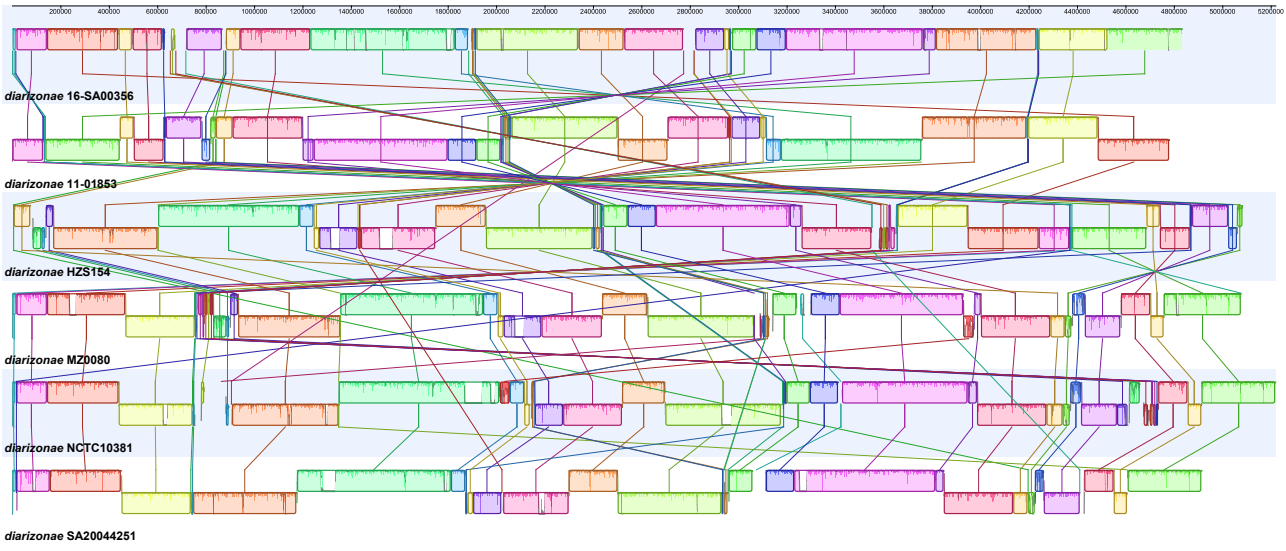 200000 400000 600000 800000 1000000 1200000 1400000 1600000 1800000 2000000 2200000 2400000 2600000 2800000 3000000 3200000 3400000 3600000 3800000 4000000 4200000 4400000 4600000 4800000 5000000 5200000
diarizonae 16-SA00356
diarizonae 11-01853
diarizonae HZS154
diarizonae MZ0080
diarizonae NCTC10381
diarizonae SA20044251